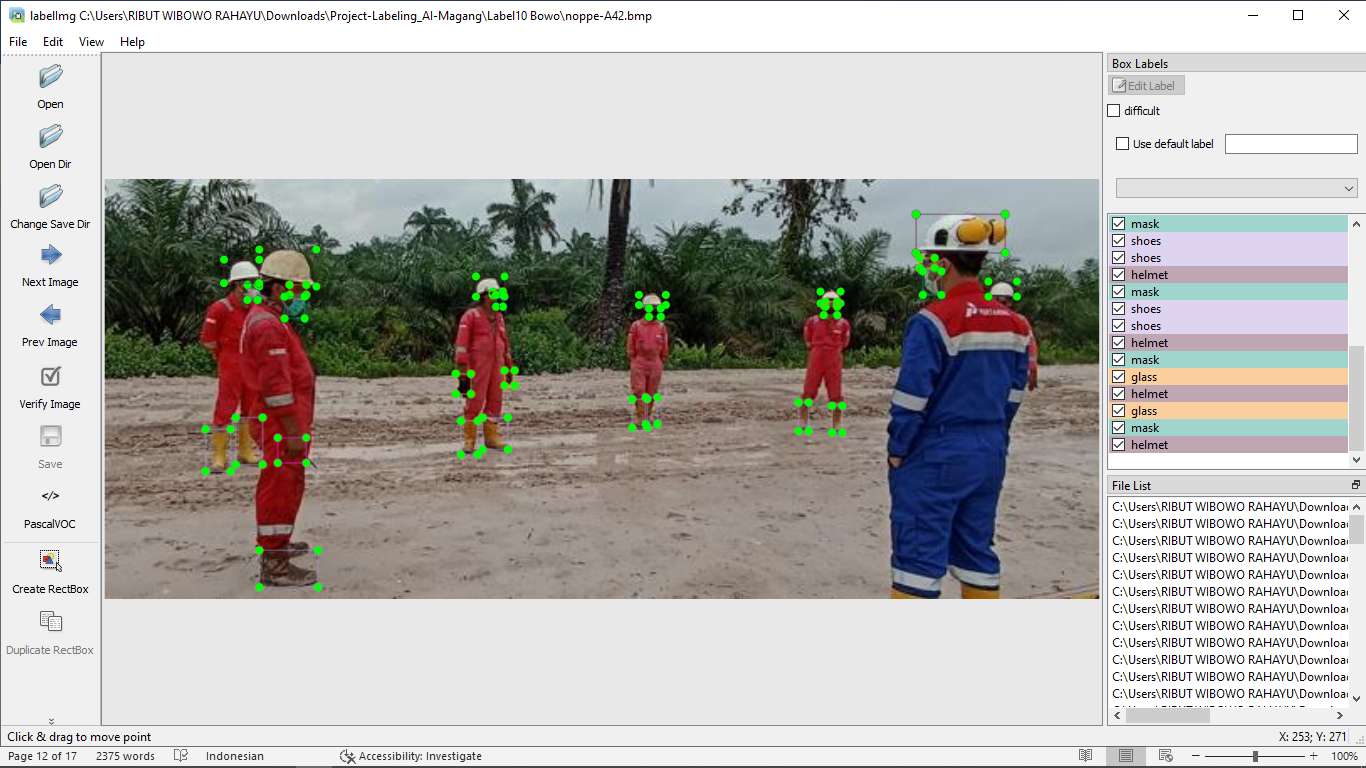 labelImg C:\Users\RIBUT WIBOWO RAHAYU\Downloads\Project-Labeling_AI-Magang\Label10 Bowo\noppe-A42.bmp
File Edit View Help
Open
Open Dir
Change Save Dir
Next Image
Prev Image
Verify Image
Save
</>
PascalVOC
Create RectBox
Duplicate RectBox
PERTAMINA
Box Labels
Edit Label
difficult
Use default label
mask
shoes
shoes
helmet
mask
shoes
shoes
helmet
mask
glass
helmet
glass
mask
helmet
File List
C:\Users\RIBUT WIBOWO RAHAYU\Downloa
C:\Users\RIBUT WIBOWO RAHAYU\Downloa
C:\Users\RIBUT WIBOWO RAHAYU\Downloa
C:\Users\RIBUT WIBOWO RAHAYU\Downloa
C:\Users\RIBUT WIBOWO RAHAYU\Downloa
C:\Users\RIBUT WIBOWO RAHAYU\Downloa
C:\Users\RIBUT WIBOWO RAHAYU\Downloa
C:\Users\RIBUT WIBOWO RAHAYU\Downloa
C:\Users\RIBUT WIBOWO RAHAYU\Downloa
C:\Users\RIBUT WIBOWO RAHAYU\Downloa
C:\Users\RIBUT WIBOWO RAHAYU\Downloa
C:\Users\RIBUT WIBOWO RAHAYU\Downloa
Click & drag to move point X: 253; Y: 271
Page 12 of 17 2375 words Indonesian Accessibility: Investigate 100%